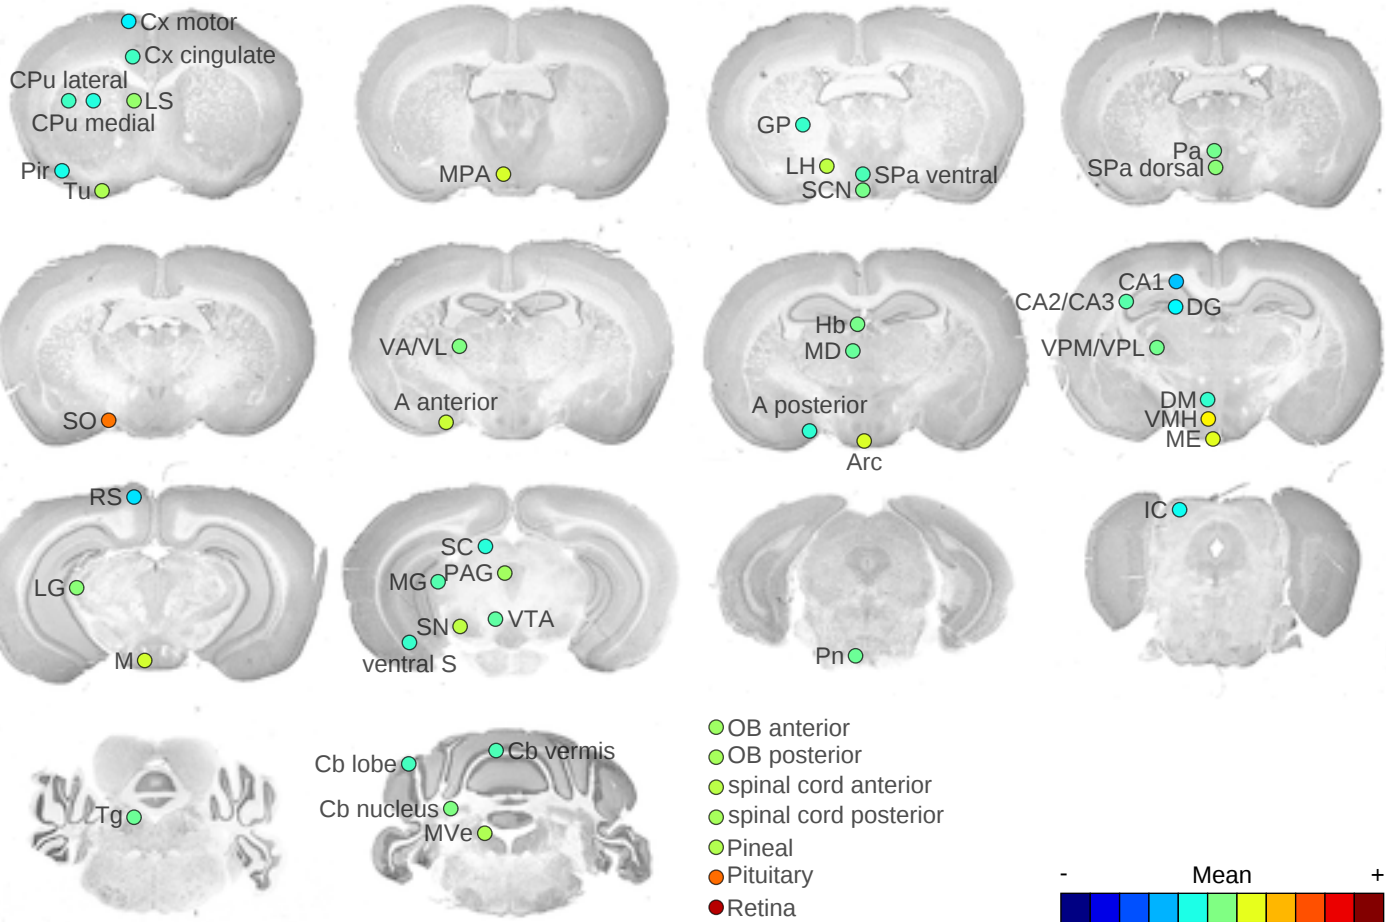 Cx motor
Cx cingulate
CPu lateral
LS
CPu medial
Pir
Tu
MPA
GP
LH
SPa ventral
SCN
Pa
SPa dorsal
SO
VA/VL
A anterior
Hb
MD
A posterior
Arc
CA1
CA2/CA3
DG
VPM/VPL
DM
VMH
ME
RS
LG
M
SC
PAG
MG
VTA
SN
ventral S
Pn
IC
Tg
Cb vermis
Cb lobe
Cb nucleus
MVe
OB anterior
OB posterior
spinal cord anterior
spinal cord posterior
Pineal
Pituitary
Retina
- Mean +